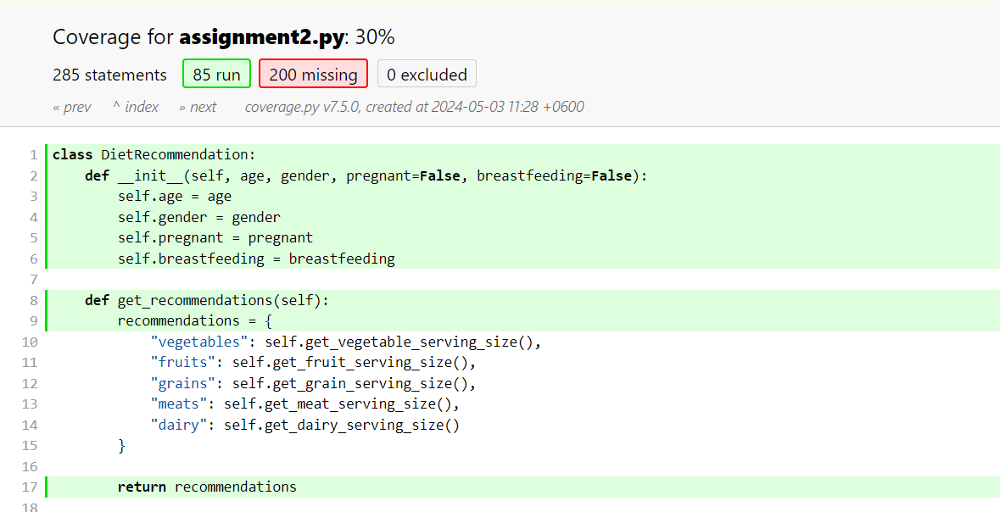 Coverage for assignment2.py: 30%
285 statements 85 run 200 missing 0 excluded
« prev ^ index » next coverage.py v7.5.0, created at 2024-05-03 11:28 +0600
1 class DietRecommendation:
2     def __init__(self, age, gender, pregnant=False, breastfeeding=False):
3         self.age = age
4         self.gender = gender
5         self.pregnant = pregnant
6         self.breastfeeding = breastfeeding
7
8     def get_recommendations(self):
9         recommendations = {
10             "vegetables": self.get_vegetable_serving_size(),
11             "fruits": self.get_fruit_serving_size(),
12             "grains": self.get_grain_serving_size(),
13             "meats": self.get_meat_serving_size(),
14             "dairy": self.get_dairy_serving_size()
15         }
16
17         return recommendations
18